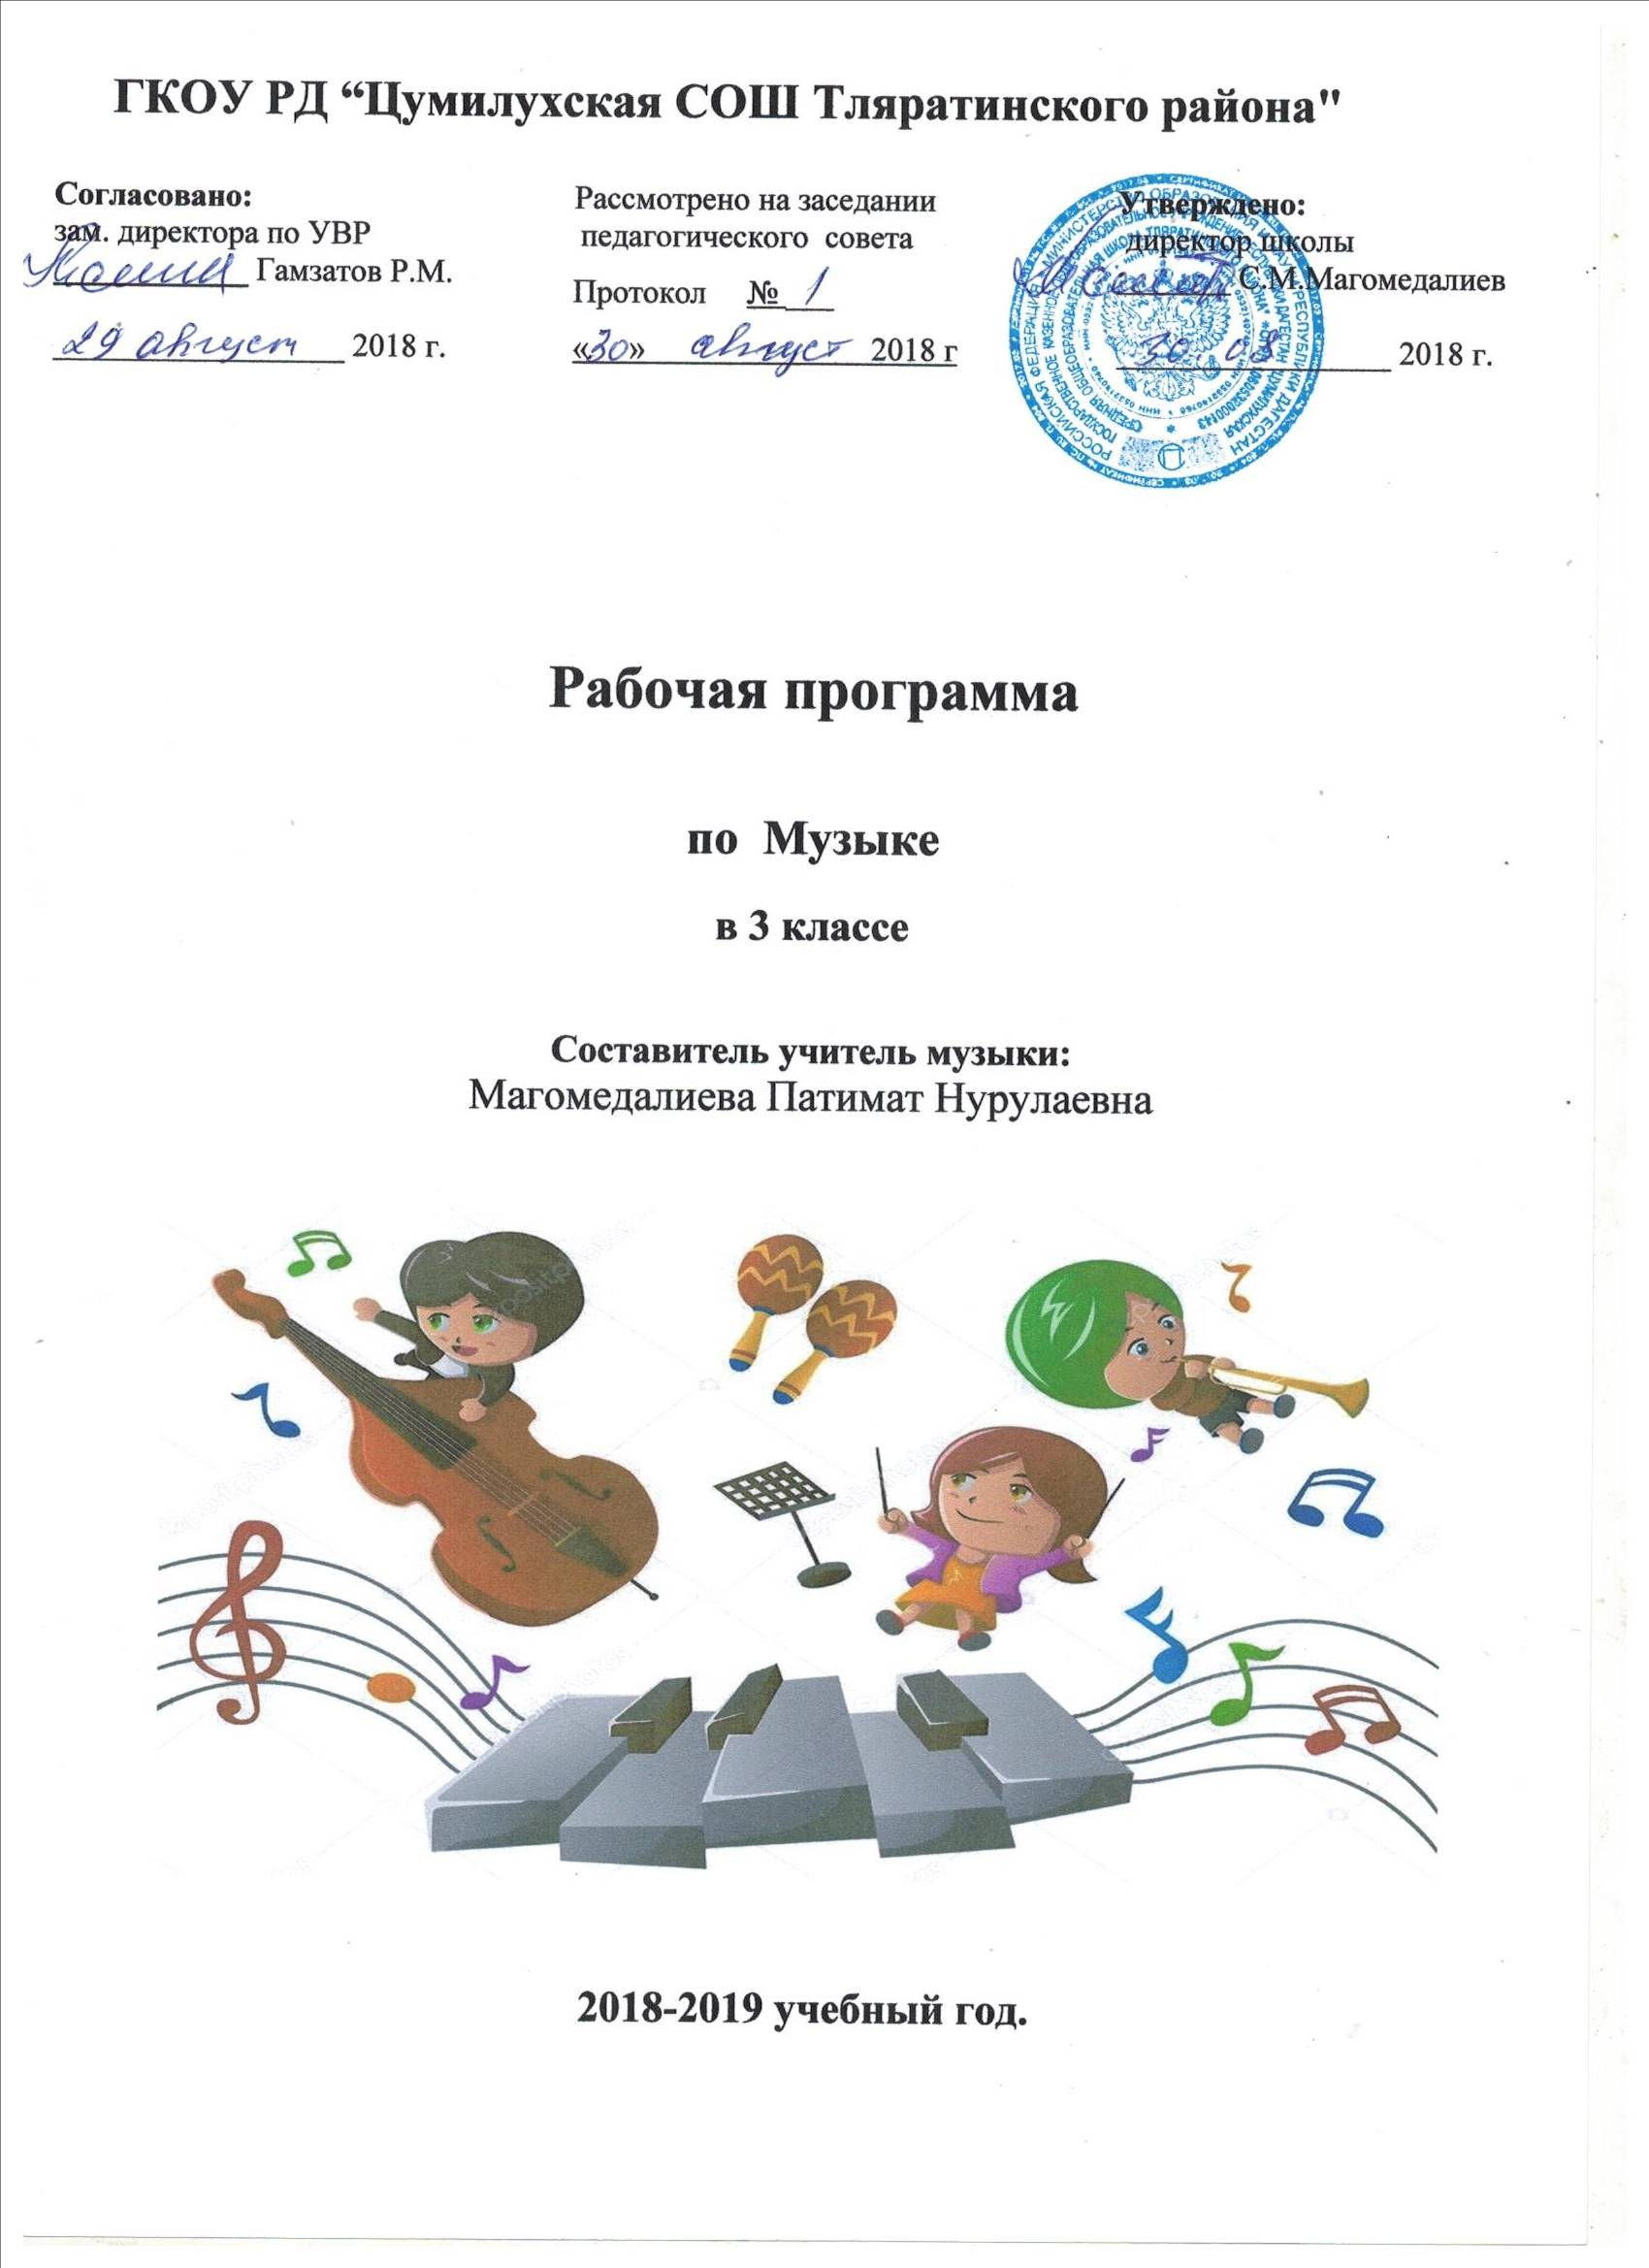 ГКОУ РД “Цумилухская СОШ Тляратинского района"
Согласовано:
зам. директора по УВР
Гамзатов Р.М.
29 август 2018 г.
Рассмотрено на заседании
педагогического совета
Протокол № 1
«30» август 2018 г
Утверждено:
директор школы
С.М.Магомедалиев
30. 08 2018 г.
Рабочая программа
по Музыке
в 3 классе
Составитель учитель музыки:
Магомедалиева Патимат Нурулаевна
2018-2019 учебный год.